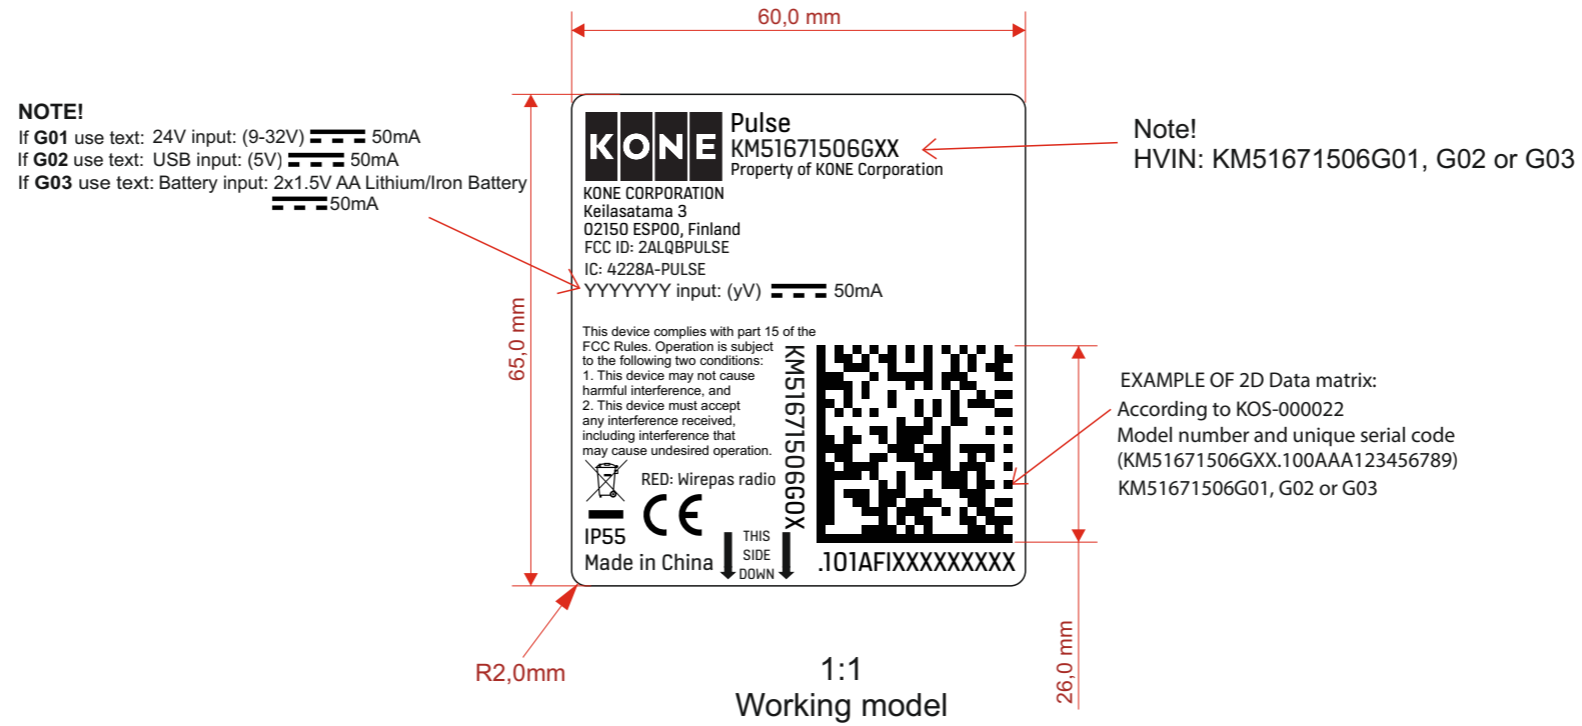 60,0 mm
NOTE!
If G01 use text: 24V input: (9-32V) 50mA
If G02 use text: USB input: (5V) 50mA
If G03 use text: Battery input: 2x1.5V AA Lithium/Iron Battery
50mA
65,0 mm
KONE
Pulse
KM51671506GXX
Property of KONE Corporation
KONE CORPORATION
Keilasatama 3
02150 ESPOO, Finland
FCC ID: 2ALQBPULSE
IC: 4228A-PULSE
YYYYYYY input: (yV) 50mA
This device complies with part 15 of the
FCC Rules. Operation is subject
to the following two conditions:
1. This device may not cause
harmful interference, and
2. This device must accept
any interference received,
including interference that
may cause undesired operation.
RED: Wirepas radio
CE
IP55
Made in China
THIS
SIDE
DOWN
KM51671506G0X
.101AFIXXXXXXXXX
Note!
HVIN: KM51671506G01, G02 or G03
EXAMPLE OF 2D Data matrix:
According to KOS-000022
Model number and unique serial code
(KM51671506GXX.100AAA123456789)
KM51671506G01, G02 or G03
26,0 mm
R2,0mm
1:1
Working model